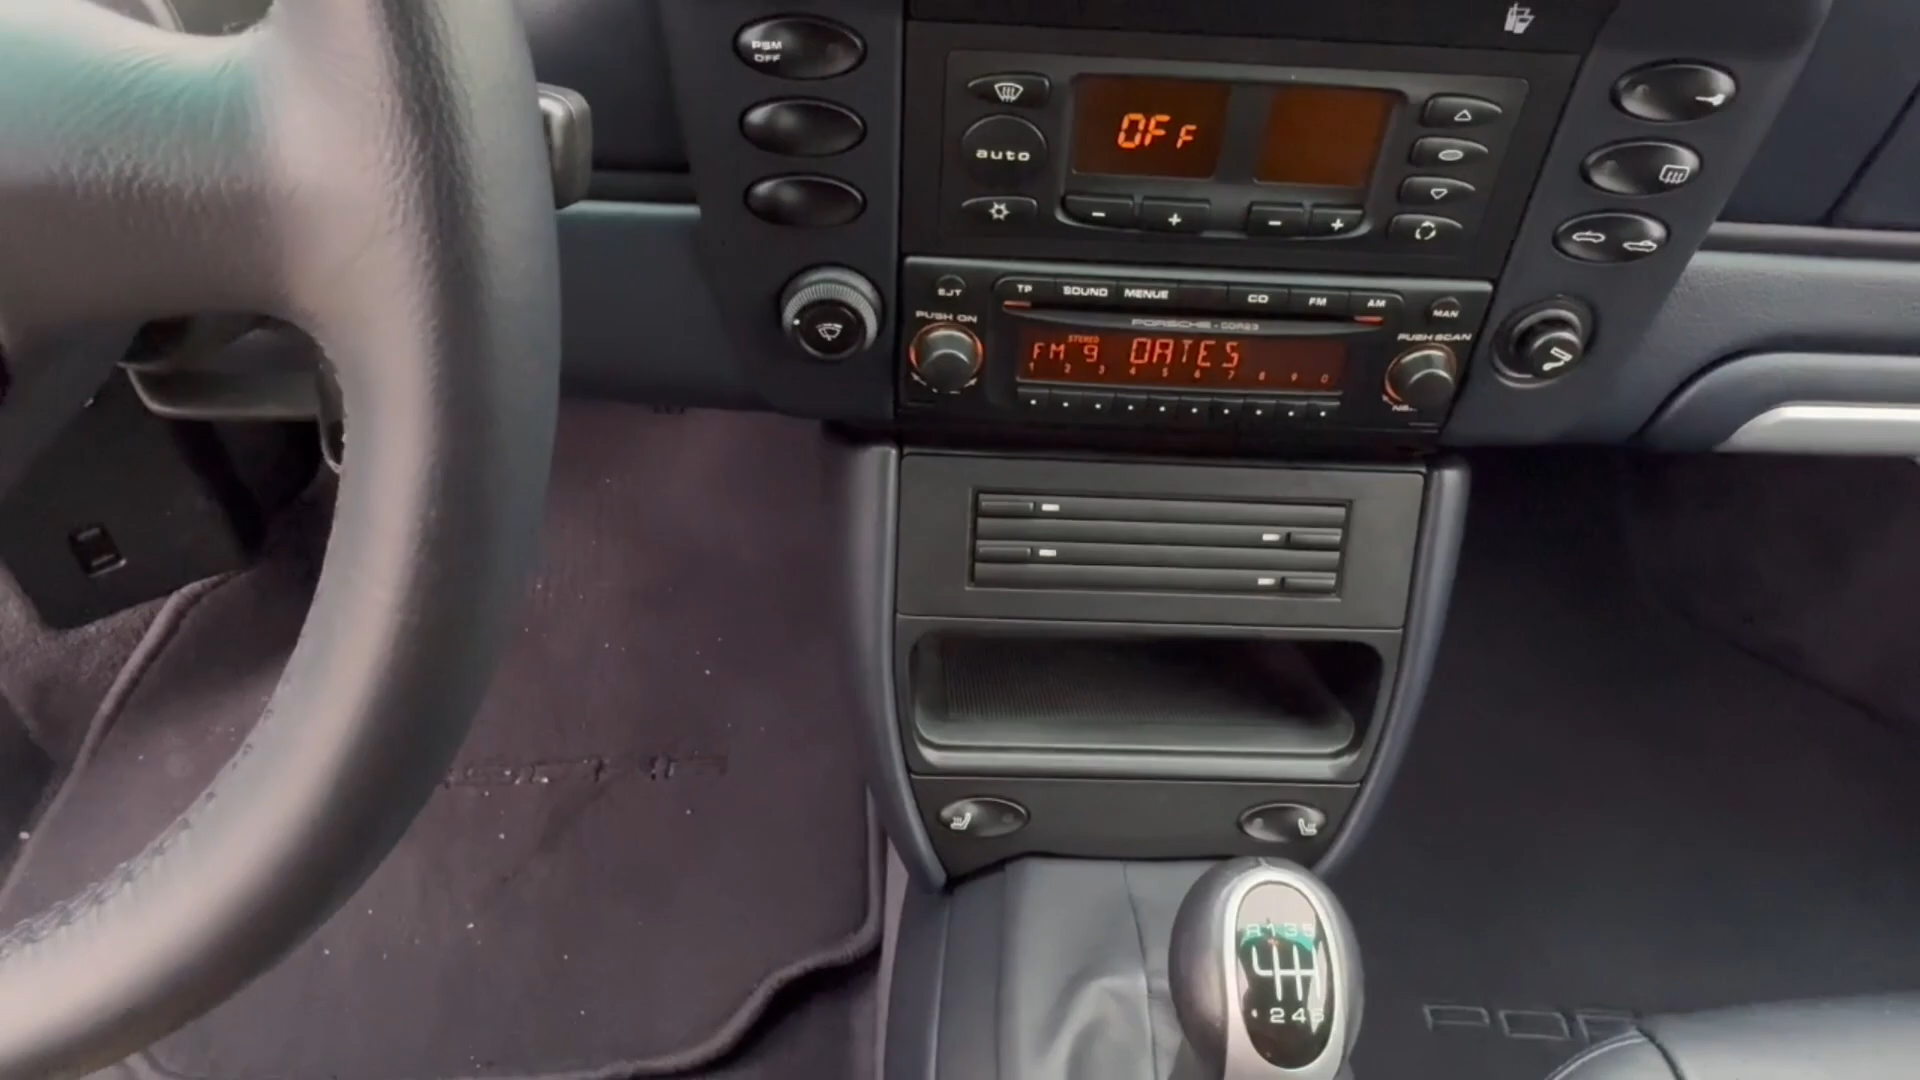 PSM
OFF
OFF
auto
- + - +
EJT
TP SOUND MENUE CD FM AM
MAN
PUSH ON
PORSCHE - CDR23
PUSH SCAN
STEREO
FM 9 OATES
1 2 3 4 5 6 7 8 9 0
R 1 3 5
2 4 6